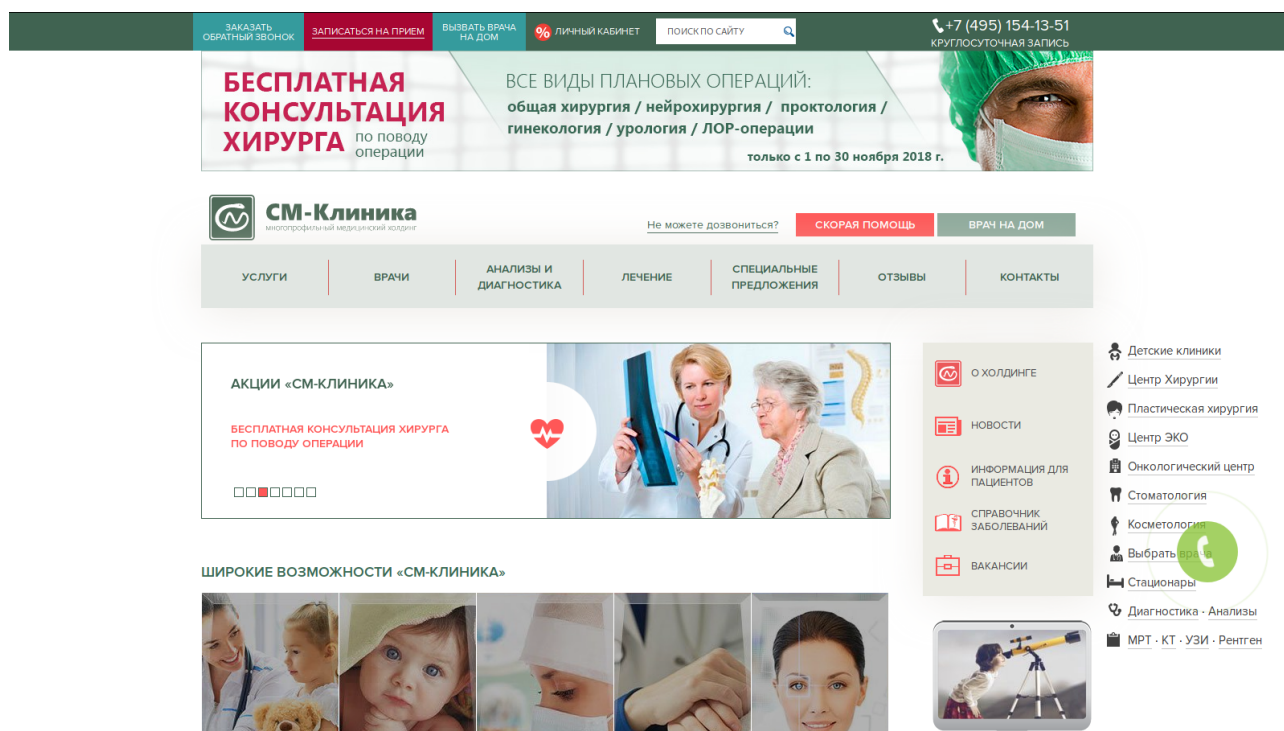 ЗАКАЗАТЬ
ОБРАТНЫЙ ЗВОНОК
ЗАПИСАТЬСЯ НА ПРИЕМ
ВЫЗВАТЬ ВРАЧА
НА ДОМ
% ЛИЧНЫЙ КАБИНЕТ
ПОИСК ПО САЙТУ
+7 (495) 154-13-51
КРУГЛОСУТОЧНАЯ ЗАПИСЬ
БЕСПЛАТНАЯ
КОНСУЛЬТАЦИЯ
ХИРУРГА по поводу
операции
ВСЕ ВИДЫ ПЛАНОВЫХ ОПЕРАЦИЙ:
общая хирургия / нейрохирургия / проктология /
гинекология / урология / ЛОР-операции
только с 1 по 30 ноября 2018 г.
СМ-Клиника
многопрофильный медицинский холдинг
Не можете дозвониться?
СКОРАЯ ПОМОЩЬ
ВРАЧ НА ДОМ
УСЛУГИ
ВРАЧИ
АНАЛИЗЫ И
ДИАГНОСТИКА
ЛЕЧЕНИЕ
СПЕЦИАЛЬНЫЕ
ПРЕДЛОЖЕНИЯ
ОТЗЫВЫ
КОНТАКТЫ
АКЦИИ «СМ-КЛИНИКА»
БЕСПЛАТНАЯ КОНСУЛЬТАЦИЯ ХИРУРГА
ПО ПОВОДУ ОПЕРАЦИИ
О ХОЛДИНГЕ
НОВОСТИ
ИНФОРМАЦИЯ ДЛЯ
ПАЦИЕНТОВ
СПРАВОЧНИК
ЗАБОЛЕВАНИЙ
ВАКАНСИИ
Детские клиники
Центр Хирургии
Пластическая хирургия
Центр ЭКО
Онкологический центр
Стоматология
Косметология
Выбрать врача
Стационары
Диагностика · Анализы
МРТ · КТ · УЗИ · Рентген
ШИРОКИЕ ВОЗМОЖНОСТИ «СМ-КЛИНИКА»